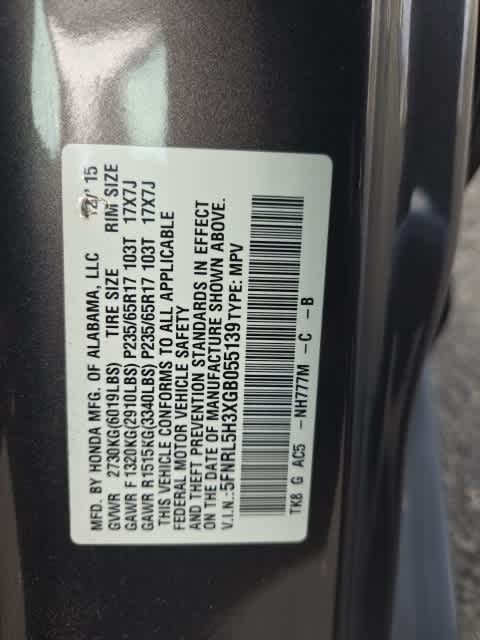 MFD. BY HONDA MFG. OF ALABAMA, LLC 12/'15
GVWR 2730KG(6019LBS) TIRE SIZE RIM SIZE
GAWR F 1320KG(2910LBS) P235/65R17 103T 17X7J
GAWR R 1515KG(3340LBS) P235/65R17 103T 17X7J
THIS VEHICLE CONFORMS TO ALL APPLICABLE
FEDERAL MOTOR VEHICLE SAFETY
AND THEFT PREVENTION STANDARDS IN EFFECT
ON THE DATE OF MANUFACTURE SHOWN ABOVE.
V.I.N.:5FNRL5H3XGB055139 TYPE: MPV
TK8 G AC5 -NH777M -C -B